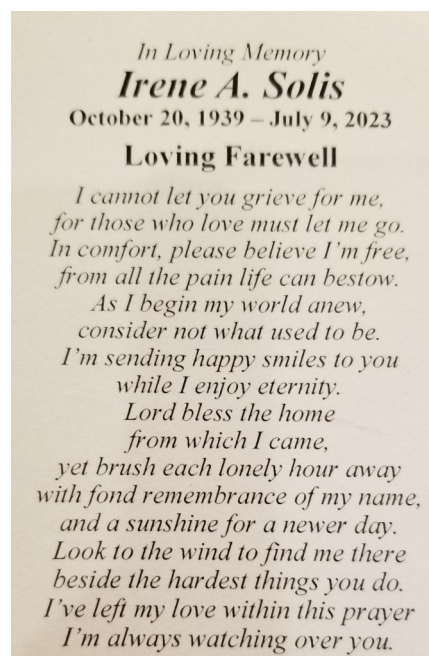 In Loving Memory
Irene A. Solis
October 20, 1939 – July 9, 2023
Loving Farewell
I cannot let you grieve for me,
for those who love must let me go.
In comfort, please believe I'm free,
from all the pain life can bestow.
As I begin my world anew,
consider not what used to be.
I'm sending happy smiles to you
while I enjoy eternity.
Lord bless the home
from which I came,
yet brush each lonely hour away
with fond remembrance of my name,
and a sunshine for a newer day.
Look to the wind to find me there
beside the hardest things you do.
I've left my love within this prayer
I'm always watching over you.